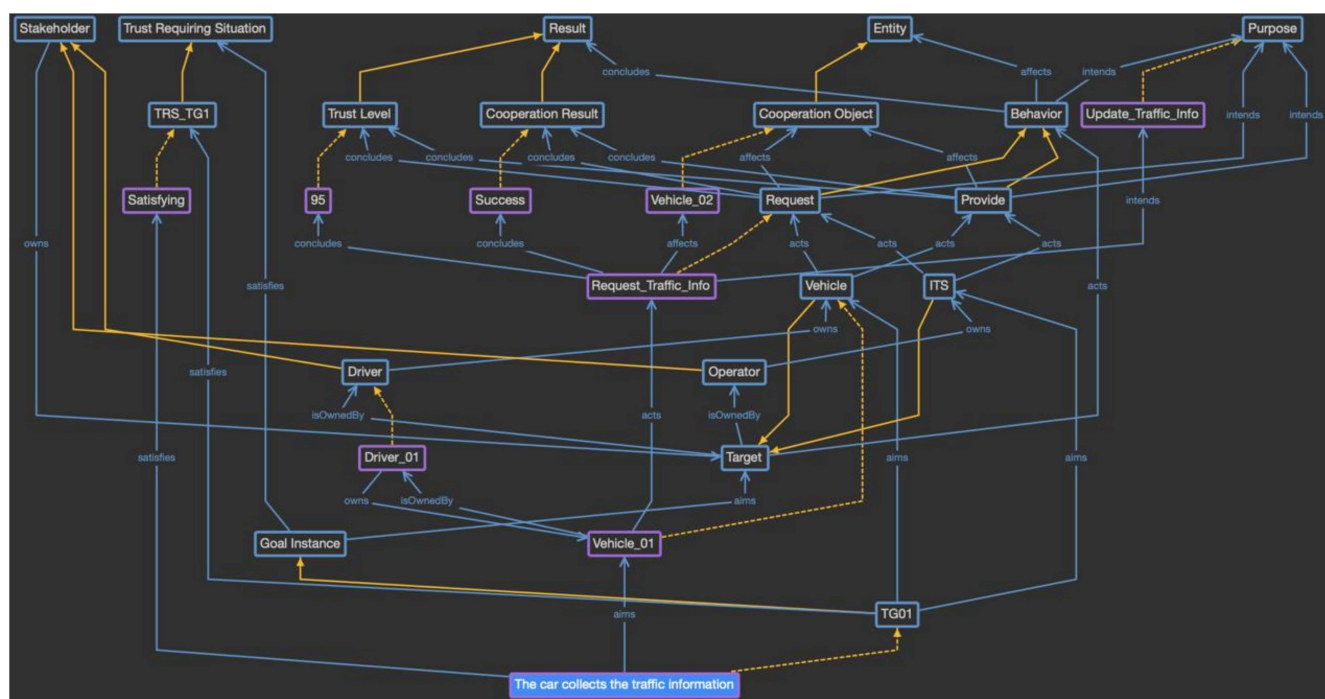 Stakeholder
Trust Requiring Situation
Result
Entity
Purpose
concludes
affects
intends
TRS_TG1
Trust Level
Cooperation Result
Cooperation Object
Behavior
Update_Traffic_Info
intends
intends
concludes
concludes
concludes
concludes
affects
affects
Satisfying
95
Success
Vehicle_02
Request
Provide
intends
owns
concludes
concludes
affects
acts
acts
acts
acts
satisfies
Request_Traffic_Info
Vehicle
ITS
acts
owns
owns
satisfies
Driver
Operator
isOwnedBy
acts
isOwnedBy
satisfies
Driver_01
Target
aims
aims
owns
isOwnedBy
aims
Goal Instance
Vehicle_01
aims
TG01
The car collects the traffic information